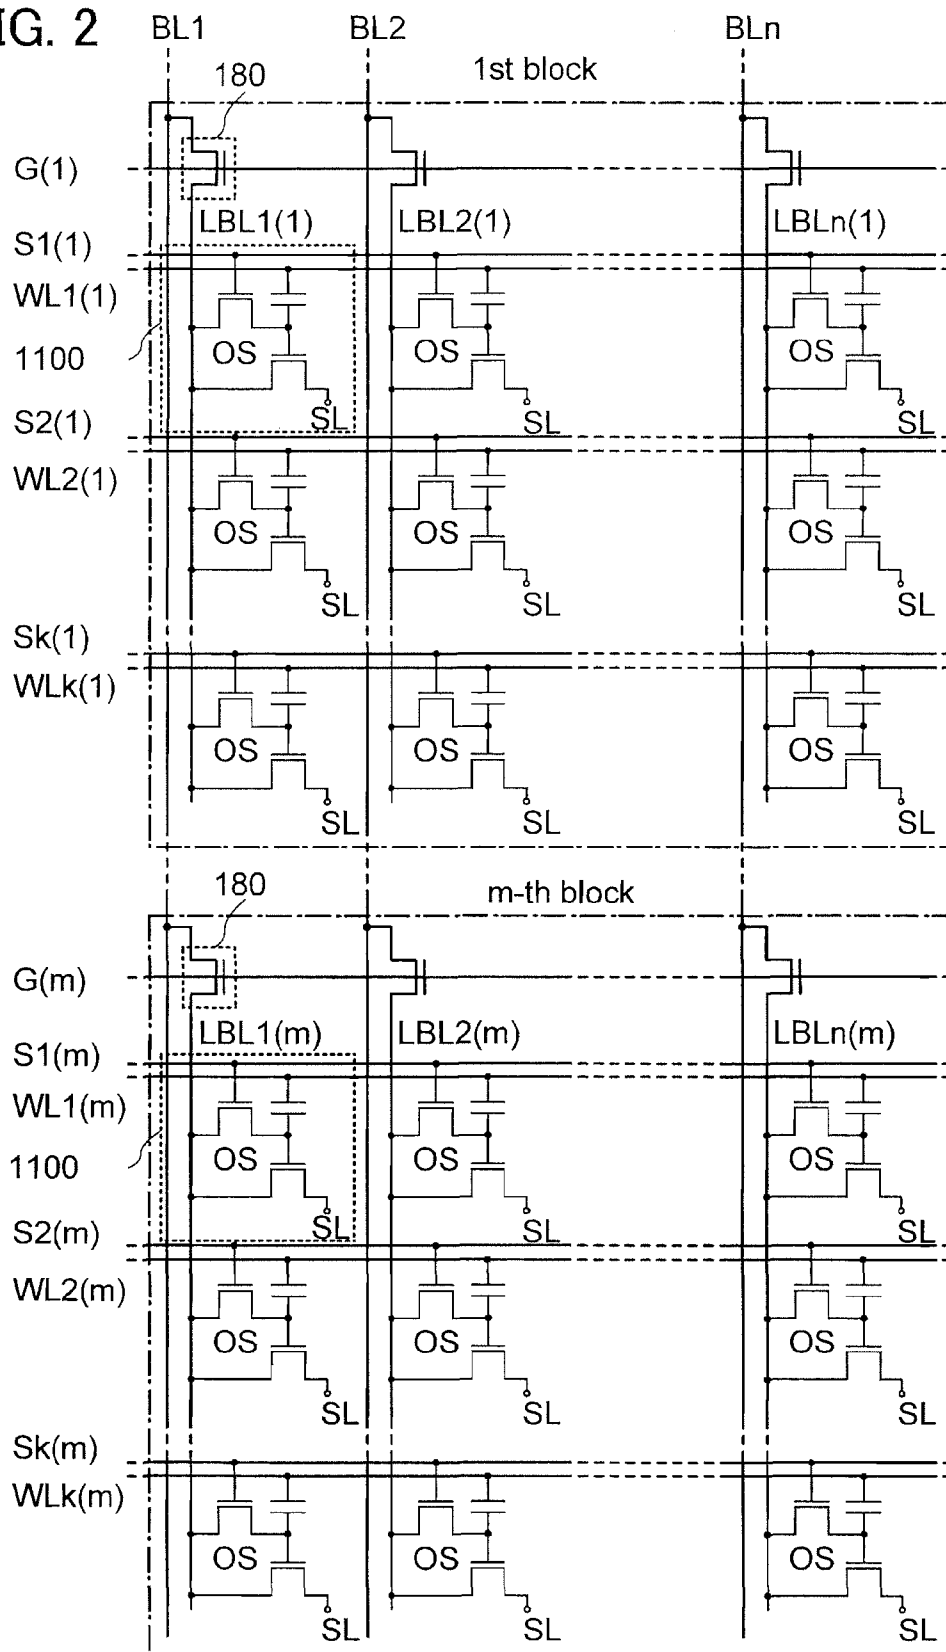 IG. 2
BL1 BL2 BLn
180 1st block
G(1)
LBL1(1) LBL2(1) LBLn(1)
S1(1)
WL1(1)
OS OS OS
1100
SL SL SL
S2(1)
WL2(1)
OS OS OS
SL SL SL
Sk(1)
WLk(1)
OS OS OS
SL SL SL
180 m-th block
G(m)
LBL1(m) LBL2(m) LBLn(m)
S1(m)
WL1(m)
OS OS OS
1100
SL SL SL
S2(m)
WL2(m)
OS OS OS
SL SL SL
Sk(m)
WLk(m)
OS OS OS
SL SL SL